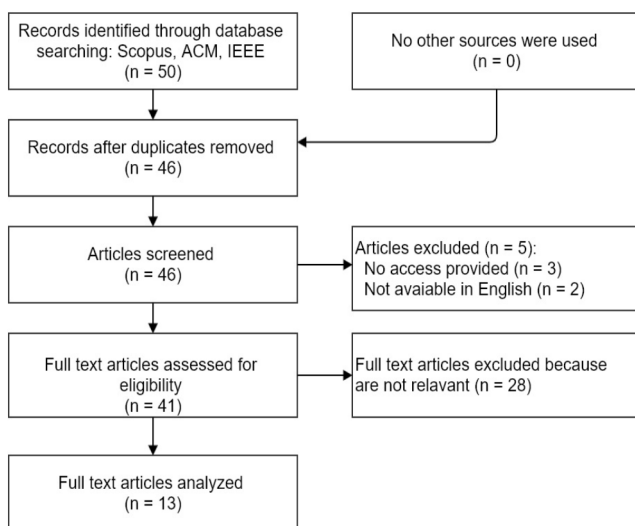 Records identified through database
searching: Scopus, ACM, IEEE
(n = 50)
No other sources were used
(n = 0)
Records after duplicates removed
(n = 46)
Articles screened
(n = 46)
Articles excluded (n = 5):
No access provided (n = 3)
Not avaiable in English (n = 2)
Full text articles assessed for
eligibility
(n = 41)
Full text articles excluded because
are not relavant (n = 28)
Full text articles analyzed
(n = 13)